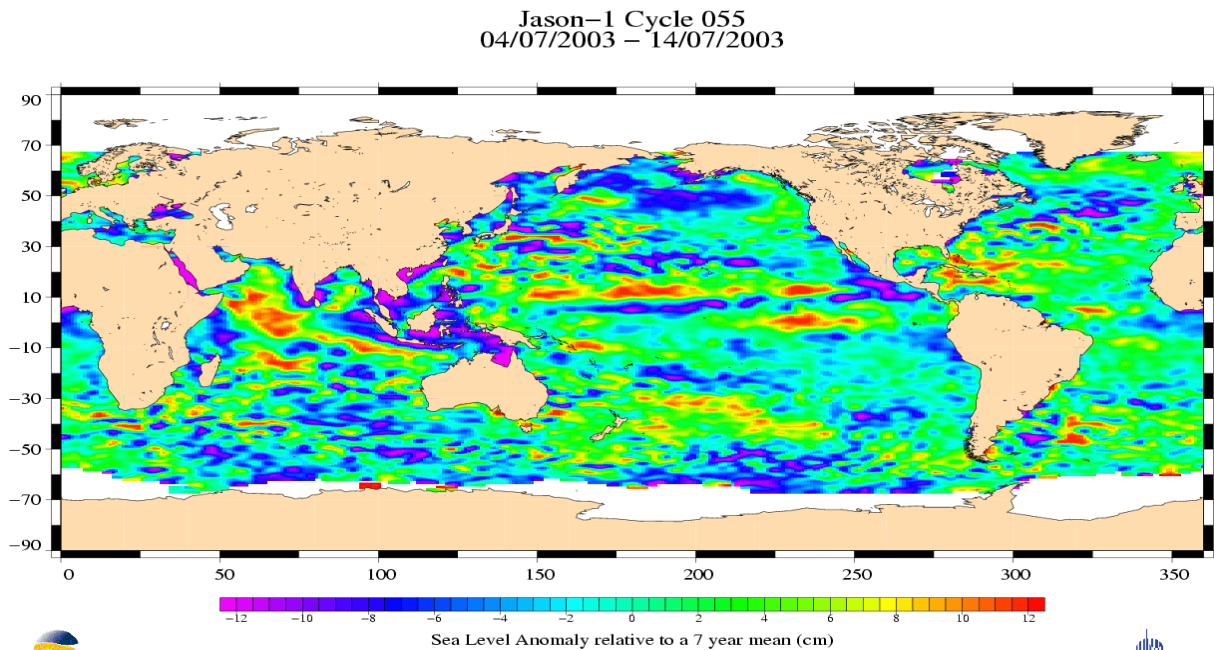 Jason−1 Cycle 055
04/07/2003 − 14/07/2003
90
70
50
30
10
−10
−30
−50
−70
−90
0 50 100 150 200 250 300 350
−12 −10 −8 −6 −4 −2 0 2 4 6 8 10 12
Sea Level Anomaly relative to a 7 year mean (cm)